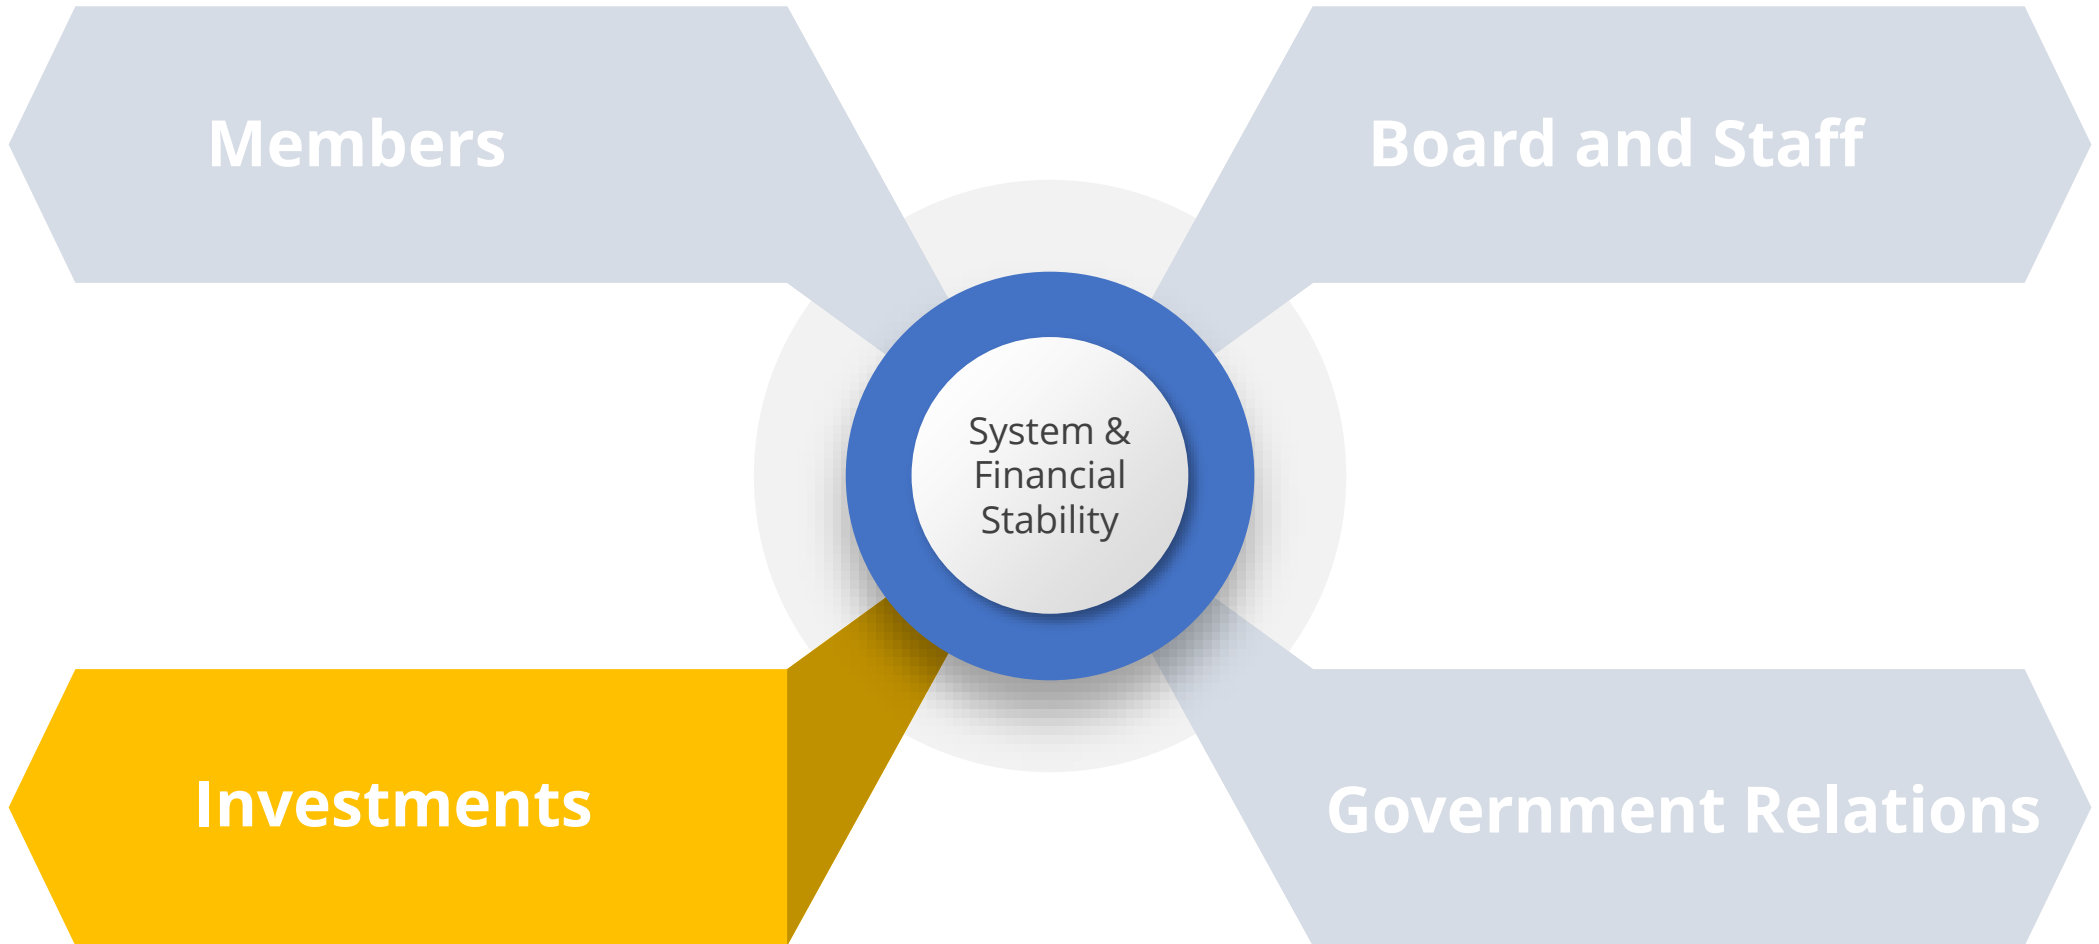 Members
Board and Staff
System &
Financial
Stability
Investments
Government Relations